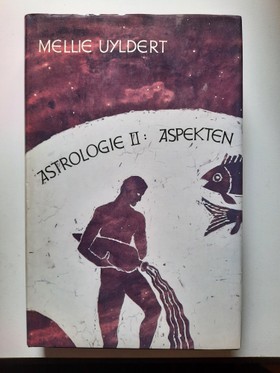 MELLIE UYLDERT
ASTROLOGIE II: ASPEKTEN